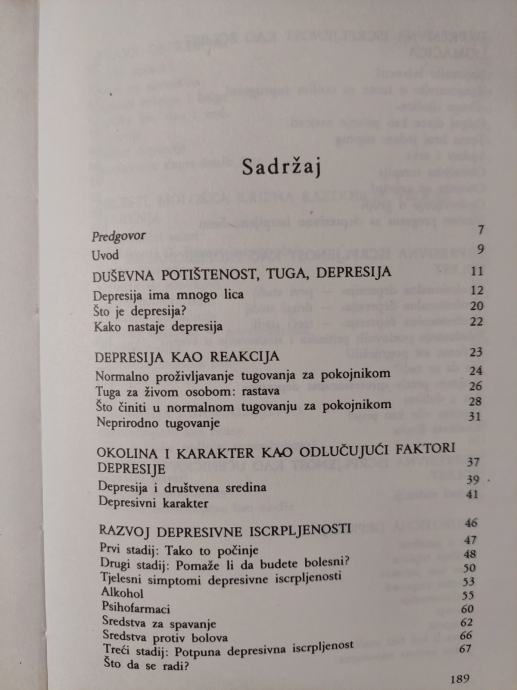 Sadržaj
Predgovor 7
Uvod 9
DUŠEVNA POTIŠTENOST, TUGA, DEPRESIJA 11
Depresija ima mnogo lica 12
Što je depresija? 20
Kako nastaje depresija 22
DEPRESIJA KAO REAKCIJA 23
Normalno proživljavanje tugovanja za pokojnikom 24
Tuga za živom osobom: rastava 26
Što činiti u normalnom tugovanju za pokojnikom 28
Neprirodno tugovanje 31
OKOLINA I KARAKTER KAO ODLUČUJUĆI FAKTORI
DEPRESIJE 37
Depresija i društvena sredina 39
Depresivni karakter 41
RAZVOJ DEPRESIVNE ISCRPLJENOSTI 46
Prvi stadij: Tako to počinje 47
Drugi stadij: Pomaže li da budete bolesni? 48
Tjelesni simptomi depresivne iscrpljenosti 50
Alkohol 53
Psihofarmaci 55
Sredstva za spavanje 60
Sredstva protiv bolova 62
Treći stadij: Potpuna depresivna iscrpljenost 66
Što da se radi? 67
189